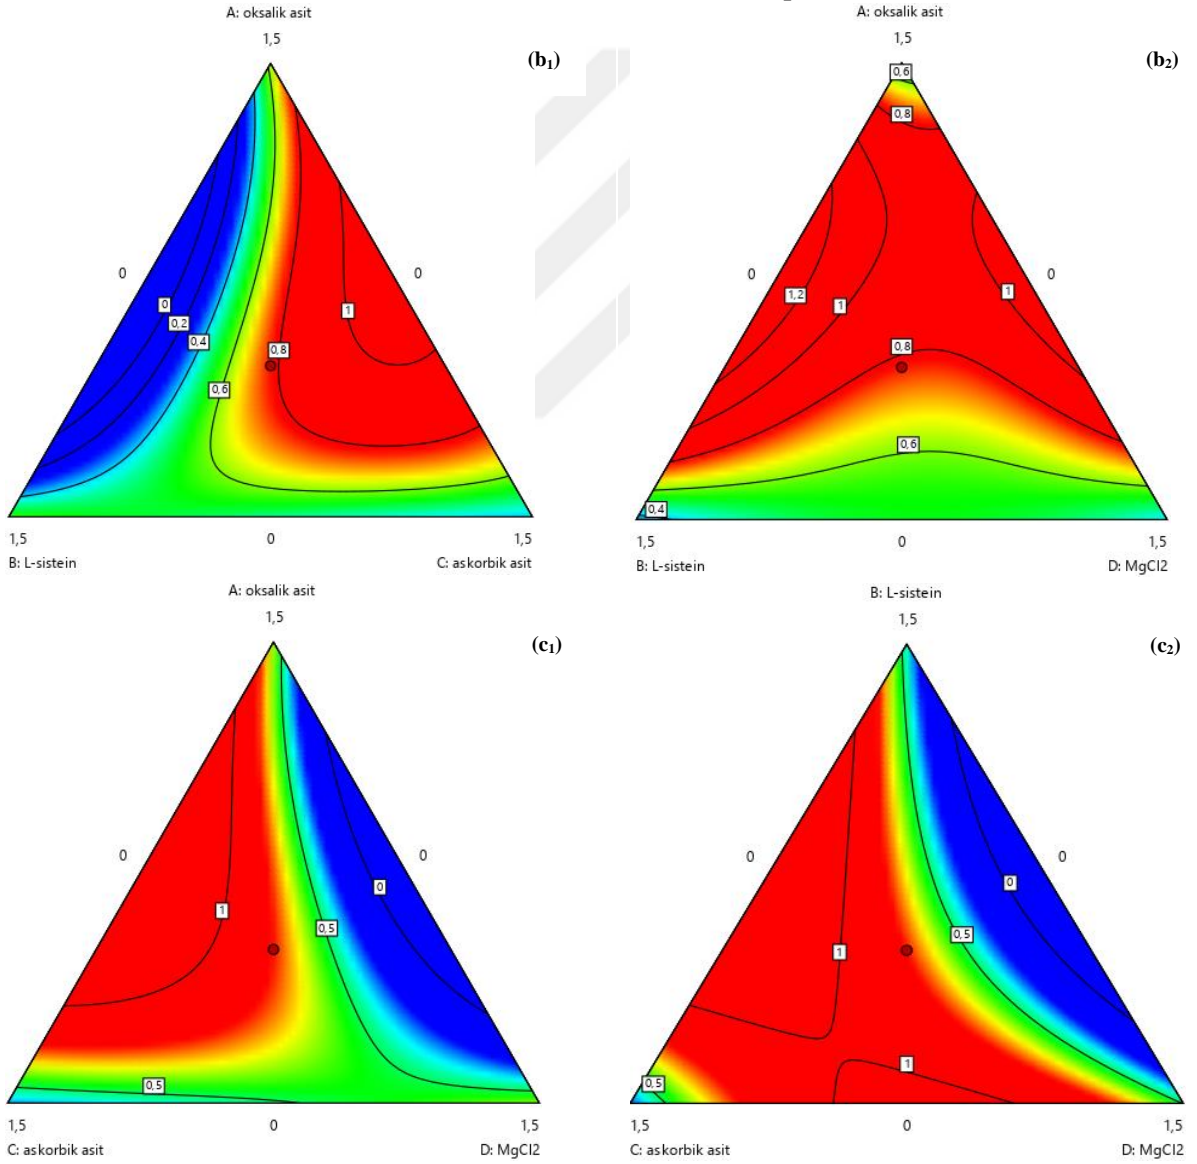 A: oksalik asit
1,5
(b1)
0
0
0
0,2
0,4
0,8
1
0,6
1,5
0
1,5
B: L-sistein
C: askorbik asit
A: oksalik asit
1,5
(b2)
0,6
0,8
0
0
1,2
1
1
0,8
0,6
0,4
1,5
0
1,5
B: L-sistein
D: MgCl2
A: oksalik asit
1,5
(c1)
0
0
1
0
0,5
0,5
1,5
0
1,5
C: askorbik asit
D: MgCl2
B: L-sistein
1,5
(c2)
0
0
0
0,5
1
1
0,5
1,5
0
1,5
C: askorbik asit
D: MgCl2